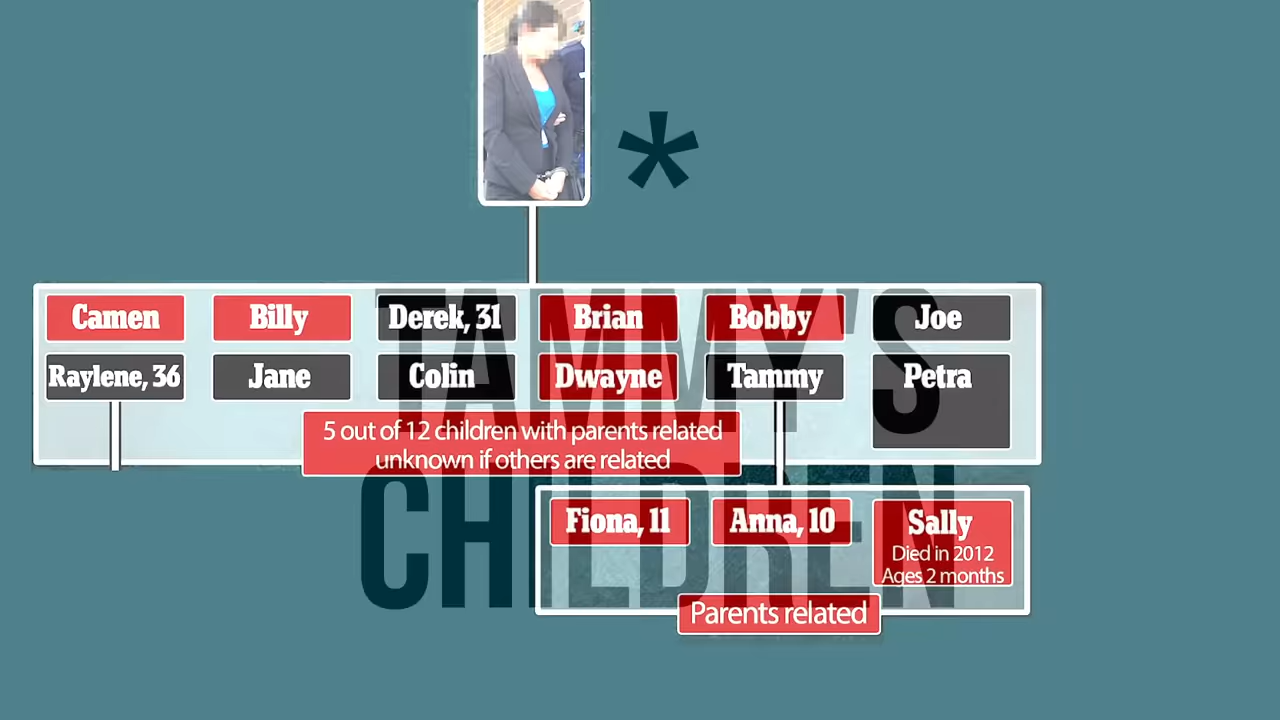 *
Camen
Billy
Derek, 31
Brian
Bobby
Joe
Raylene, 36
Jane
Colin
Dwayne
Tammy
Petra
TAMMY'S
CHILDREN
5 out of 12 children with parents related
unknown if others are related
Fiona, 11
Anna, 10
Sally
Died in 2012
Ages 2 months
Parents related